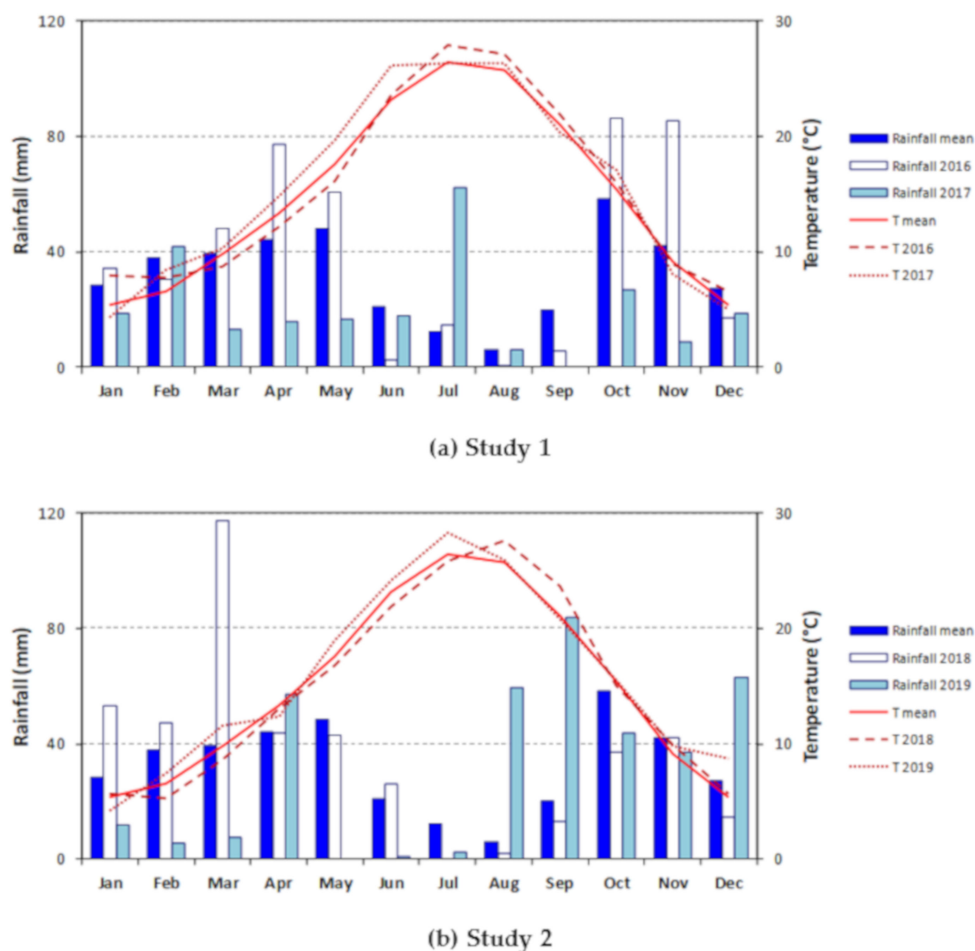 120
80
40
0
Rainfall (mm)
30
20
10
0
Temperature (°C)
Jan Feb Mar Apr May Jun Jul Aug Sep Oct Nov Dec
Rainfall mean
Rainfall 2016
Rainfall 2017
T mean
T 2016
T 2017
(a) Study 1
120
80
40
0
Rainfall (mm)
30
20
10
0
Temperature (°C)
Jan Feb Mar Apr May Jun Jul Aug Sep Oct Nov Dec
Rainfall mean
Rainfall 2018
Rainfall 2019
T mean
T 2018
T 2019
(b) Study 2